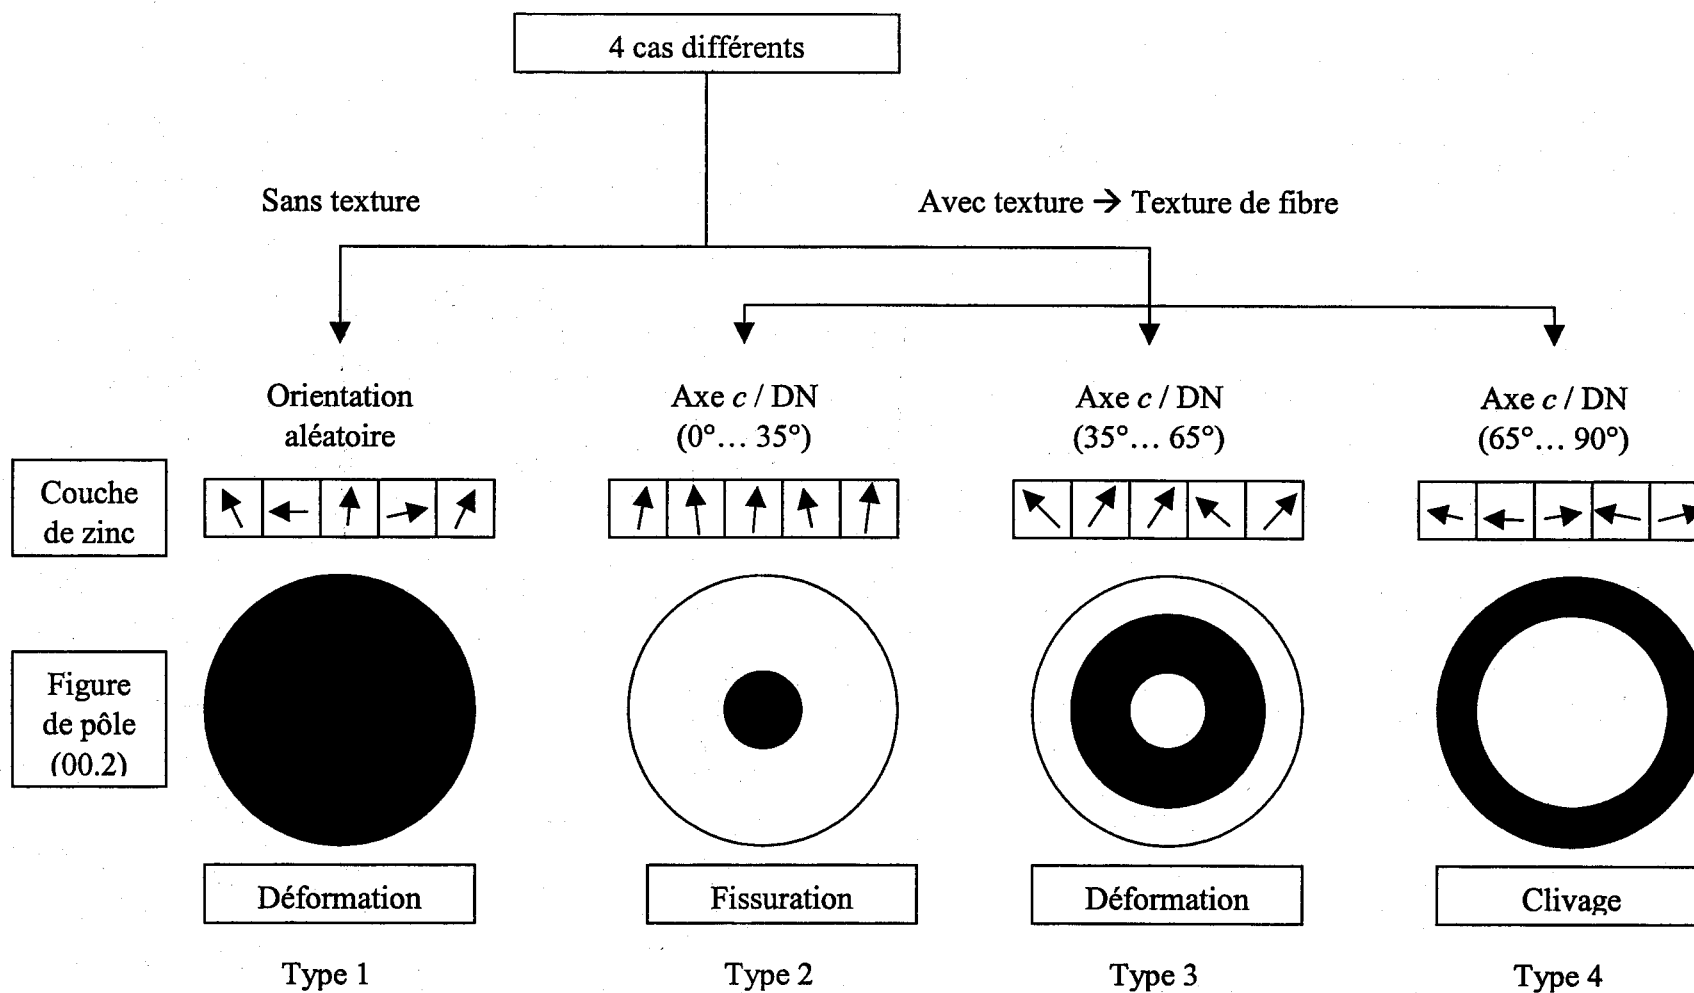 4 cas différents
Sans texture
Avec texture → Texture de fibre
Orientation
aléatoire
Axe c / DN
(0°... 35°)
Axe c / DN
(35°... 65°)
Axe c / DN
(65°... 90°)
Couche
de zinc
Figure
de pôle
(00.2)
Déformation
Fissuration
Déformation
Clivage
Type 1
Type 2
Type 3
Type 4